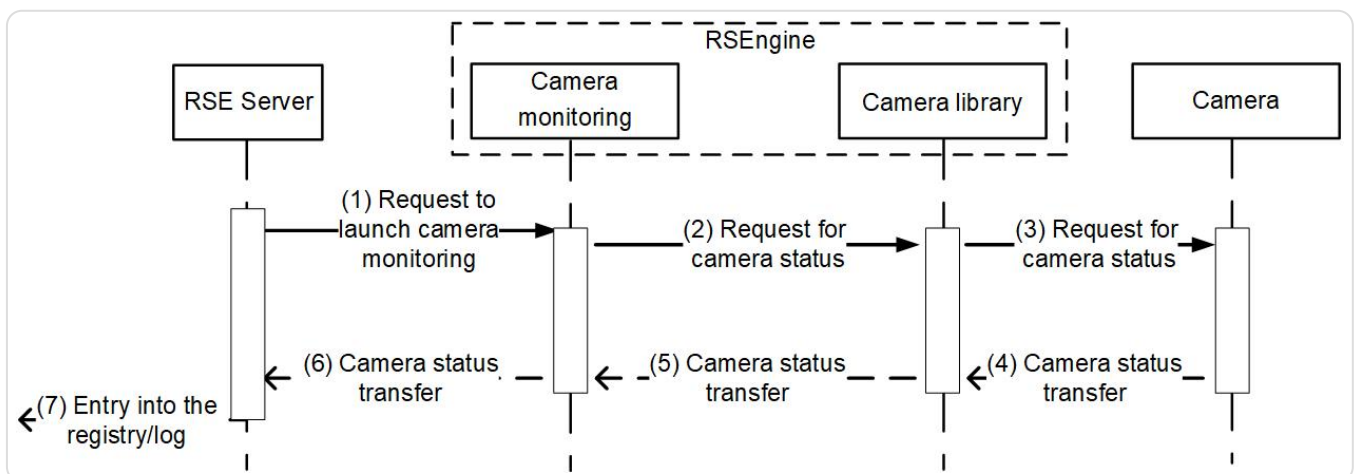 RSEngine
RSE Server
Camera
monitoring
Camera library
Camera
(1) Request to
launch camera
monitoring
(2) Request for
camera status
(3) Request for
camera status
(6) Camera status
transfer
(5) Camera status
transfer
(4) Camera status
transfer
(7) Entry into the
registry/log